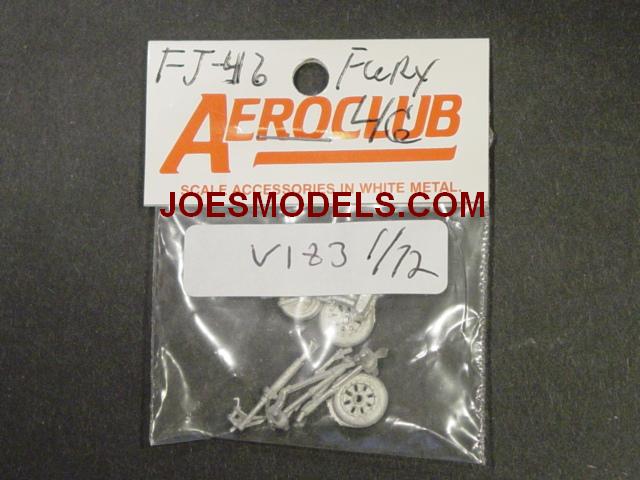 FJ-4B Fury
AEROCLUB
4B
SCALE ACCESSORIES IN WHITE METAL.
JOESMODELS.COM
V183 1/72